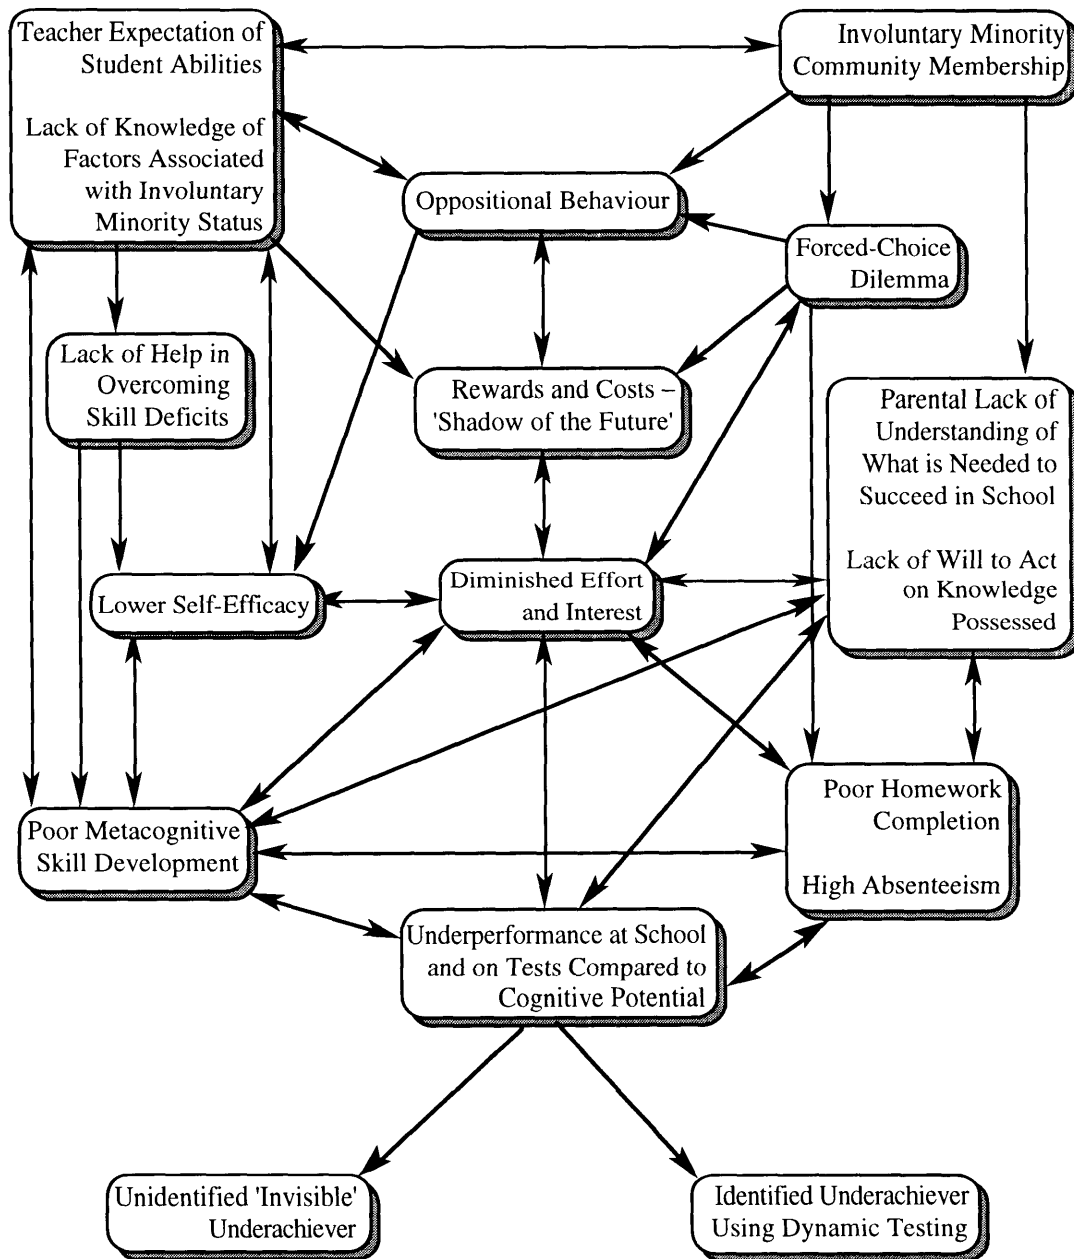 Teacher Expectation of
Student Abilities
Lack of Knowledge of
Factors Associated
with Involuntary
Minority Status
Involuntary Minority
Community Membership
Oppositional Behaviour
Forced-Choice
Dilemma
Lack of Help in
Overcoming
Skill Deficits
Rewards and Costs –
'Shadow of the Future'
Parental Lack of
Understanding of
What is Needed to
Succeed in School
Lack of Will to Act
on Knowledge
Possessed
Lower Self-Efficacy
Diminished Effort
and Interest
Poor Metacognitive
Skill Development
Poor Homework
Completion
High Absenteeism
Underperformance at School
and on Tests Compared to
Cognitive Potential
Unidentified 'Invisible'
Underachiever
Identified Underachiever
Using Dynamic Testing